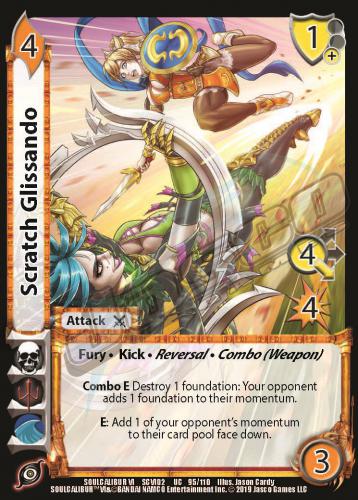 4
1
+
Scratch Glissando
4
4
Attack
Fury • Kick • Reversal • Combo (Weapon)
Combo E Destroy 1 foundation: Your opponent
adds 1 foundation to their momentum.
E: Add 1 of your opponent's momentum
to their card pool face down.
3
SOULCALIBUR VI SCVI02 UC 95/110 Illus. Jason Cardy
SOULCALIBUR™VI&© BANDAI NAMCO Entertainment Inc. © 2019 Jasco Games LLC